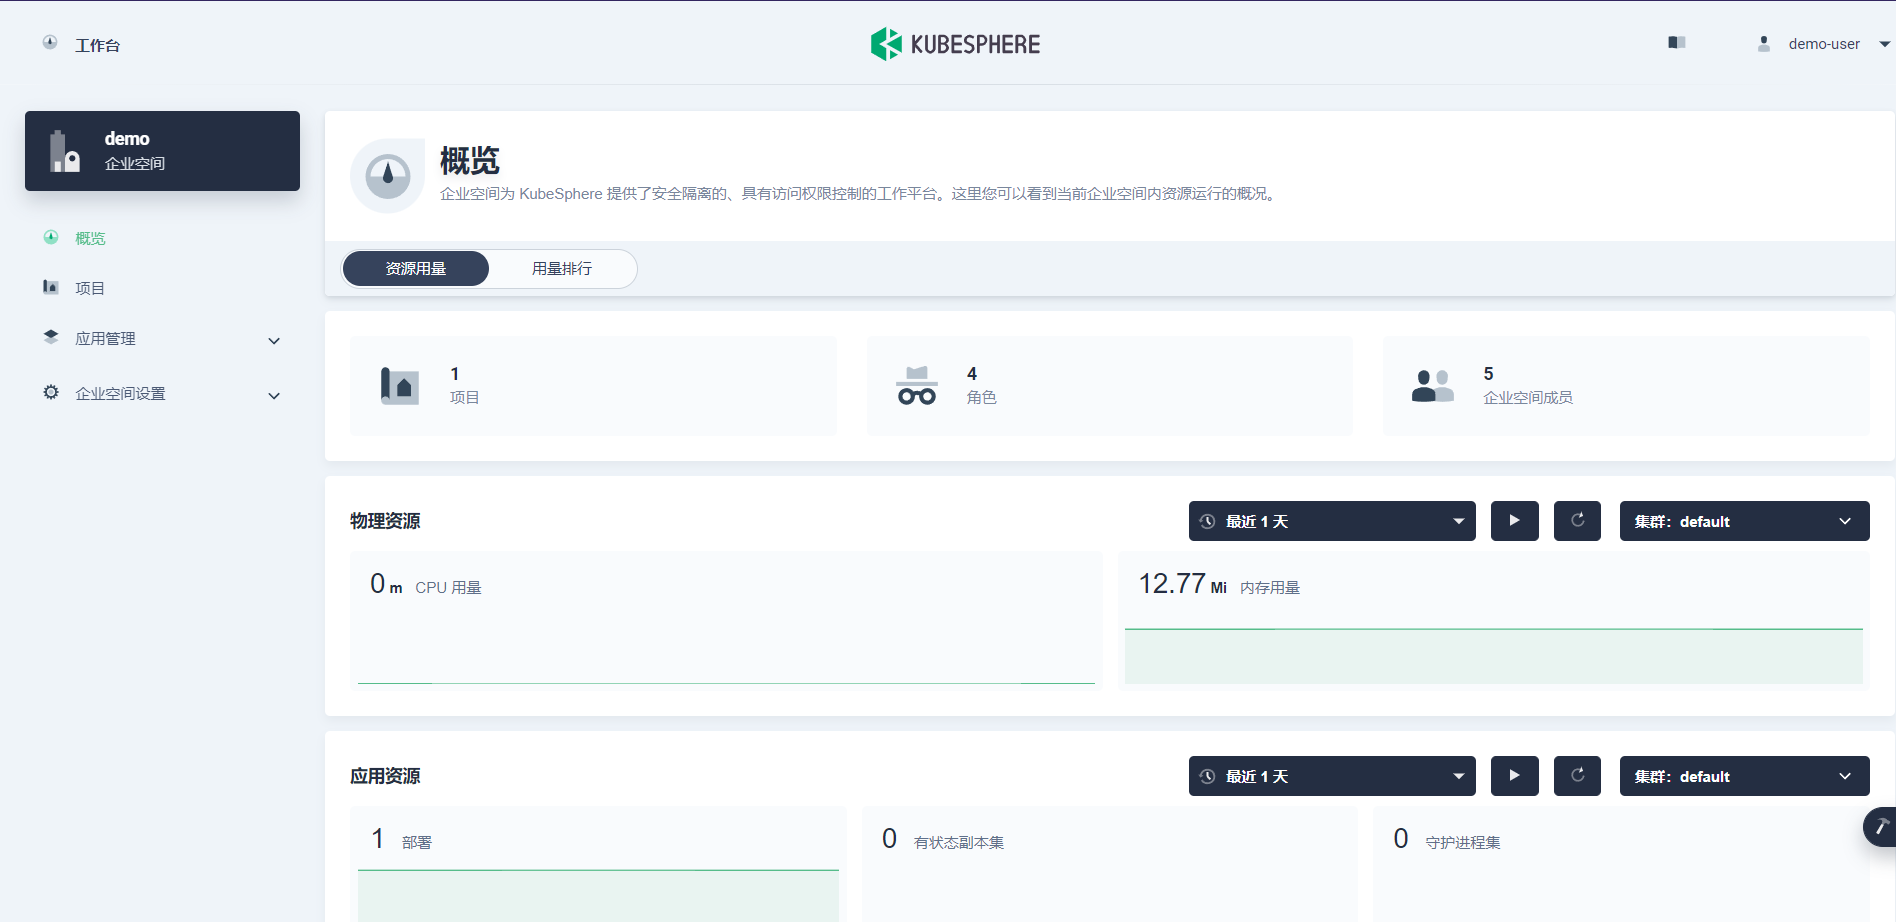 工作台
KUBESPHERE
demo-user
demo
企业空间
概览
项目
应用管理
企业空间设置
概览
企业空间为 KubeSphere 提供了安全隔离的、具有访问权限控制的工作平台。这里您可以看到当前企业空间内资源运行的概况。
资源用量
用量排行
1
项目
4
角色
5
企业空间成员
物理资源
最近 1 天
集群：default
0 m CPU 用量
12.77 Mi 内存用量
应用资源
最近 1 天
集群：default
1 部署
0 有状态副本集
0 守护进程集